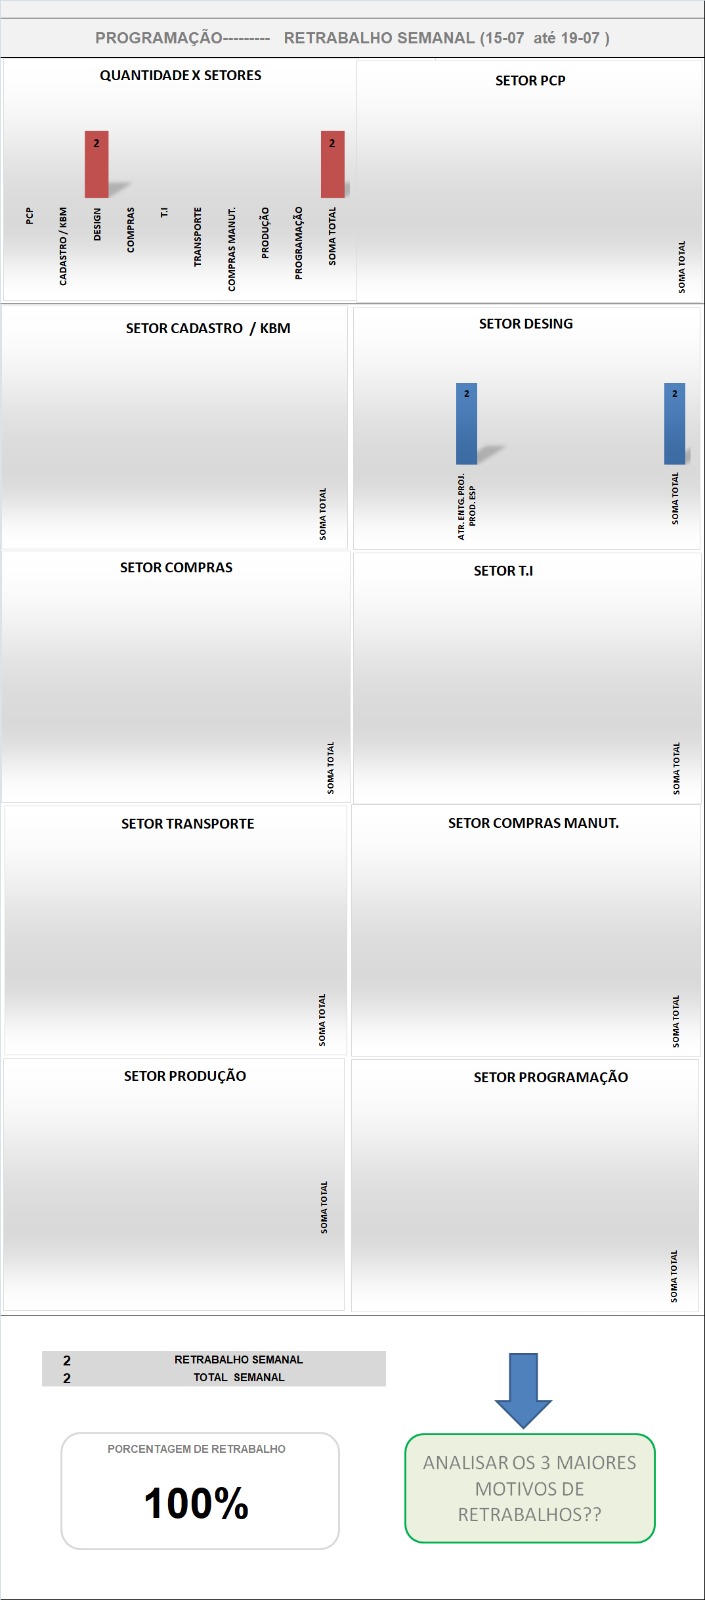 PROGRAMAÇÃO--------- RETRABALHO SEMANAL (15-07 até 19-07 )
QUANTIDADE X SETORES
2
2
PCP
CADASTRO / KBM
DESIGN
COMPRAS
T.I
TRANSPORTE
COMPRAS MANUT.
PRODUÇÃO
PROGRAMAÇÃO
SOMA TOTAL
SETOR PCP
SOMA TOTAL
SETOR CADASTRO / KBM
SOMA TOTAL
SETOR DESING
2
2
ATR. ENTG. PROJ.
PROD. ESP
SOMA TOTAL
SETOR COMPRAS
SOMA TOTAL
SETOR T.I
SOMA TOTAL
SETOR TRANSPORTE
SOMA TOTAL
SETOR COMPRAS MANUT.
SOMA TOTAL
SETOR PRODUÇÃO
SOMA TOTAL
SETOR PROGRAMAÇÃO
SOMA TOTAL
2 RETRABALHO SEMANAL
2 TOTAL SEMANAL
PORCENTAGEM DE RETRABALHO
100%
ANALISAR OS 3 MAIORES
MOTIVOS DE
RETRABALHOS??